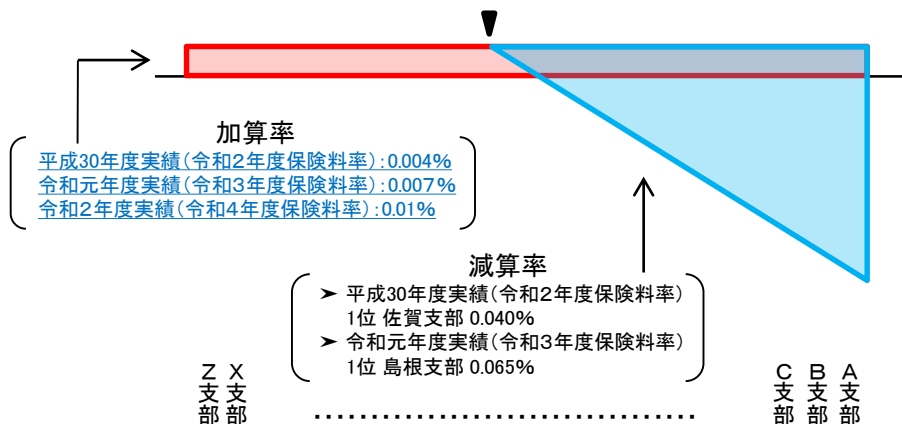 加算率
平成30年度実績(令和2年度保険料率):0.004%
令和元年度実績(令和3年度保険料率):0.007%
令和2年度実績(令和4年度保険料率):0.01%
減算率
➤ 平成30年度実績(令和2年度保険料率)
1位 佐賀支部 0.040%
➤ 令和元年度実績(令和3年度保険料率)
1位 島根支部 0.065%
Z支部
X支部
……………………………
C支部
B支部
A支部